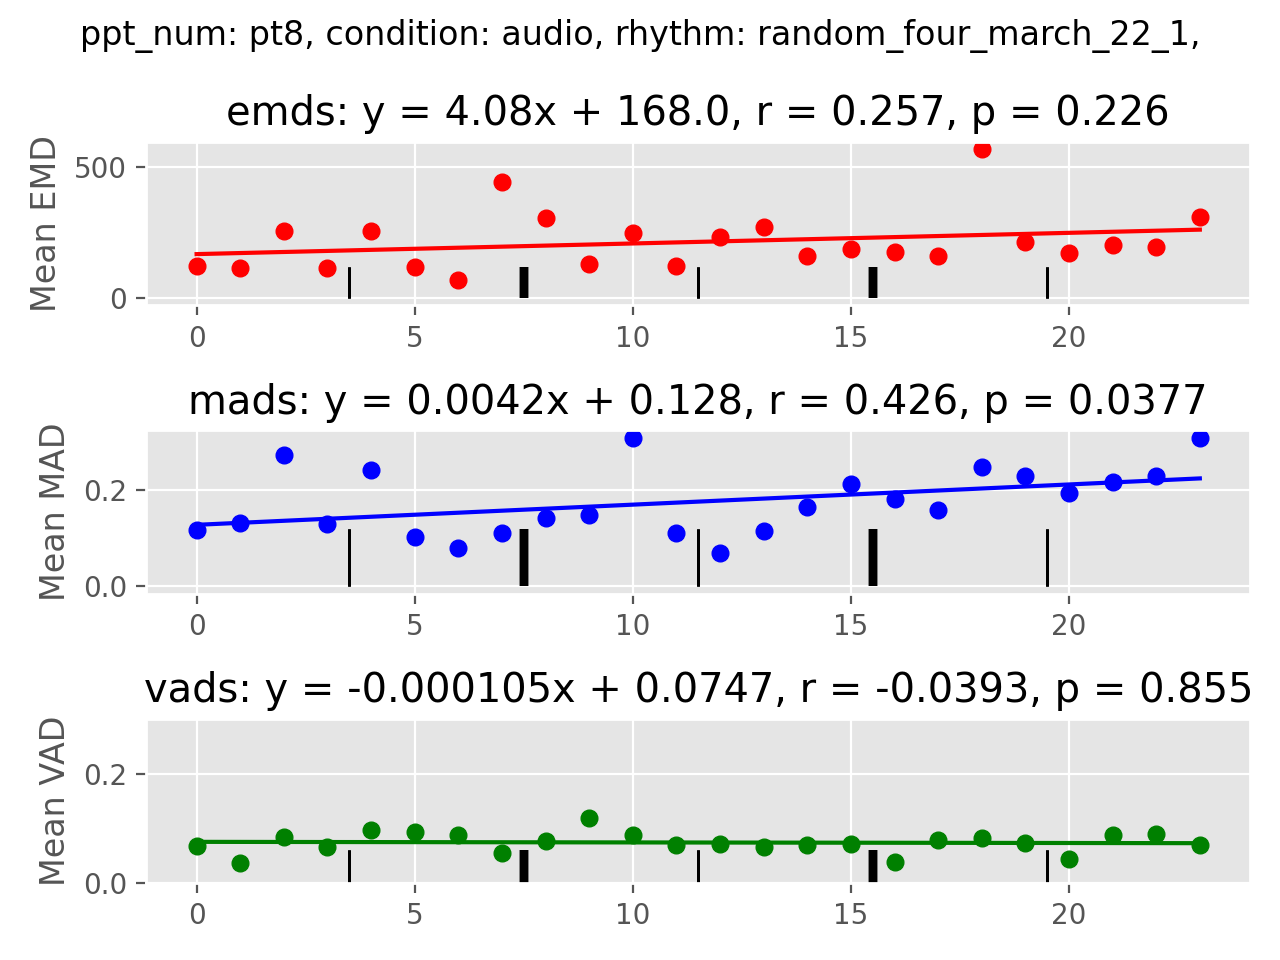 ppt_num: pt8, condition: audio, rhythm: random_four_march_22_1,
emds: y = 4.08x + 168.0, r = 0.257, p = 0.226
Mean EMD
500
0
0 5 10 15 20
mads: y = 0.0042x + 0.128, r = 0.426, p = 0.0377
Mean MAD
0.2
0.0
0 5 10 15 20
vads: y = -0.000105x + 0.0747, r = -0.0393, p = 0.855
Mean VAD
0.2
0.0
0 5 10 15 20